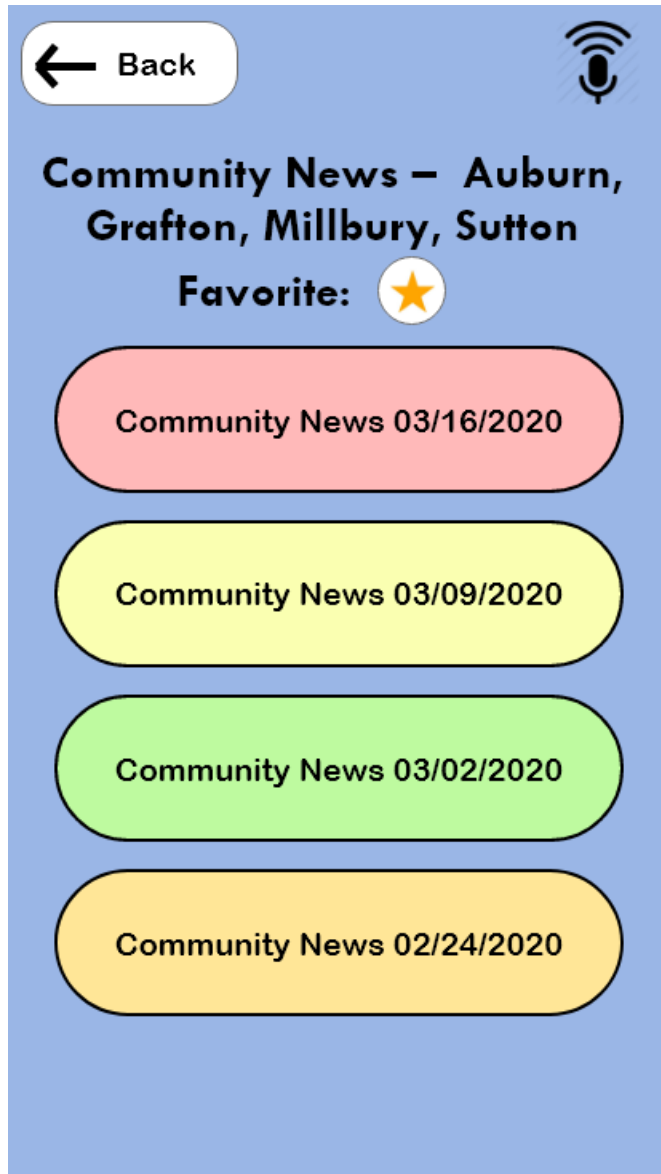 Back
Community News – Auburn,
Grafton, Millbury, Sutton
Favorite:
Community News 03/16/2020
Community News 03/09/2020
Community News 03/02/2020
Community News 02/24/2020